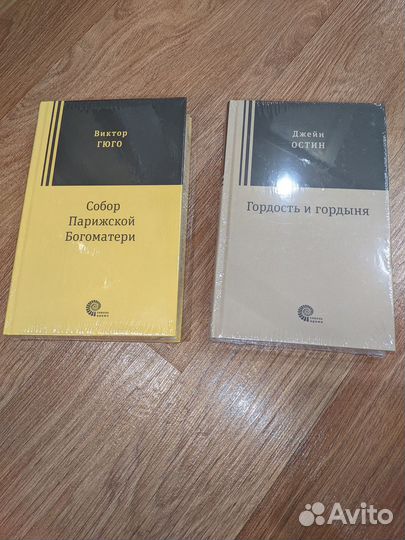 Виктор
ГЮГО
Собор
Парижской
Богоматери
Джейн
ОСТИН
Гордость и гордыня
Avito